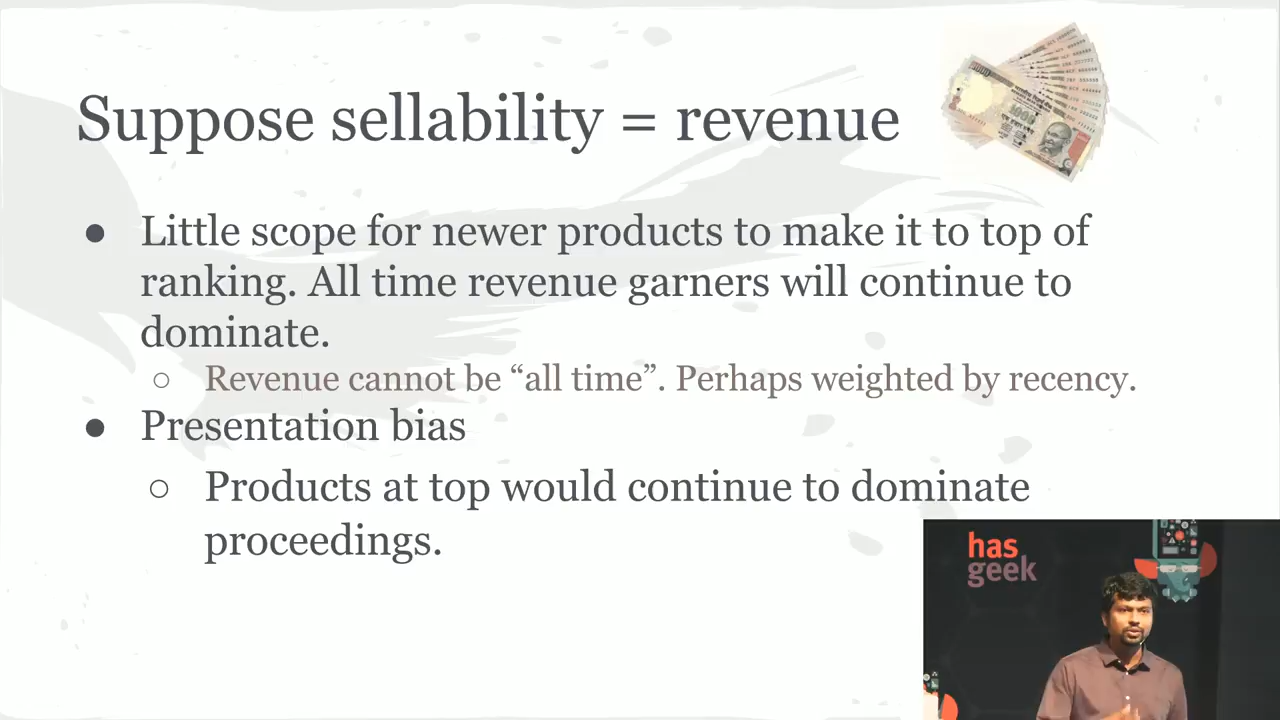 Suppose sellability = revenue
● Little scope for newer products to make it to top of
ranking. All time revenue garners will continue to
dominate.
○ Revenue cannot be “all time”. Perhaps weighted by recency.
● Presentation bias
○ Products at top would continue to dominate
proceedings.
has
geek